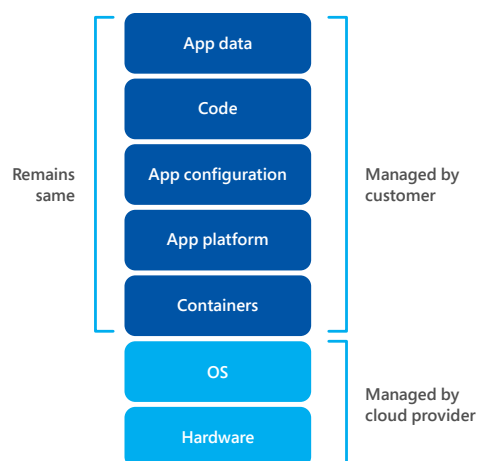 App data
Code
Remains
same
App configuration
Managed by
customer
App platform
Containers
OS
Managed by
cloud provider
Hardware